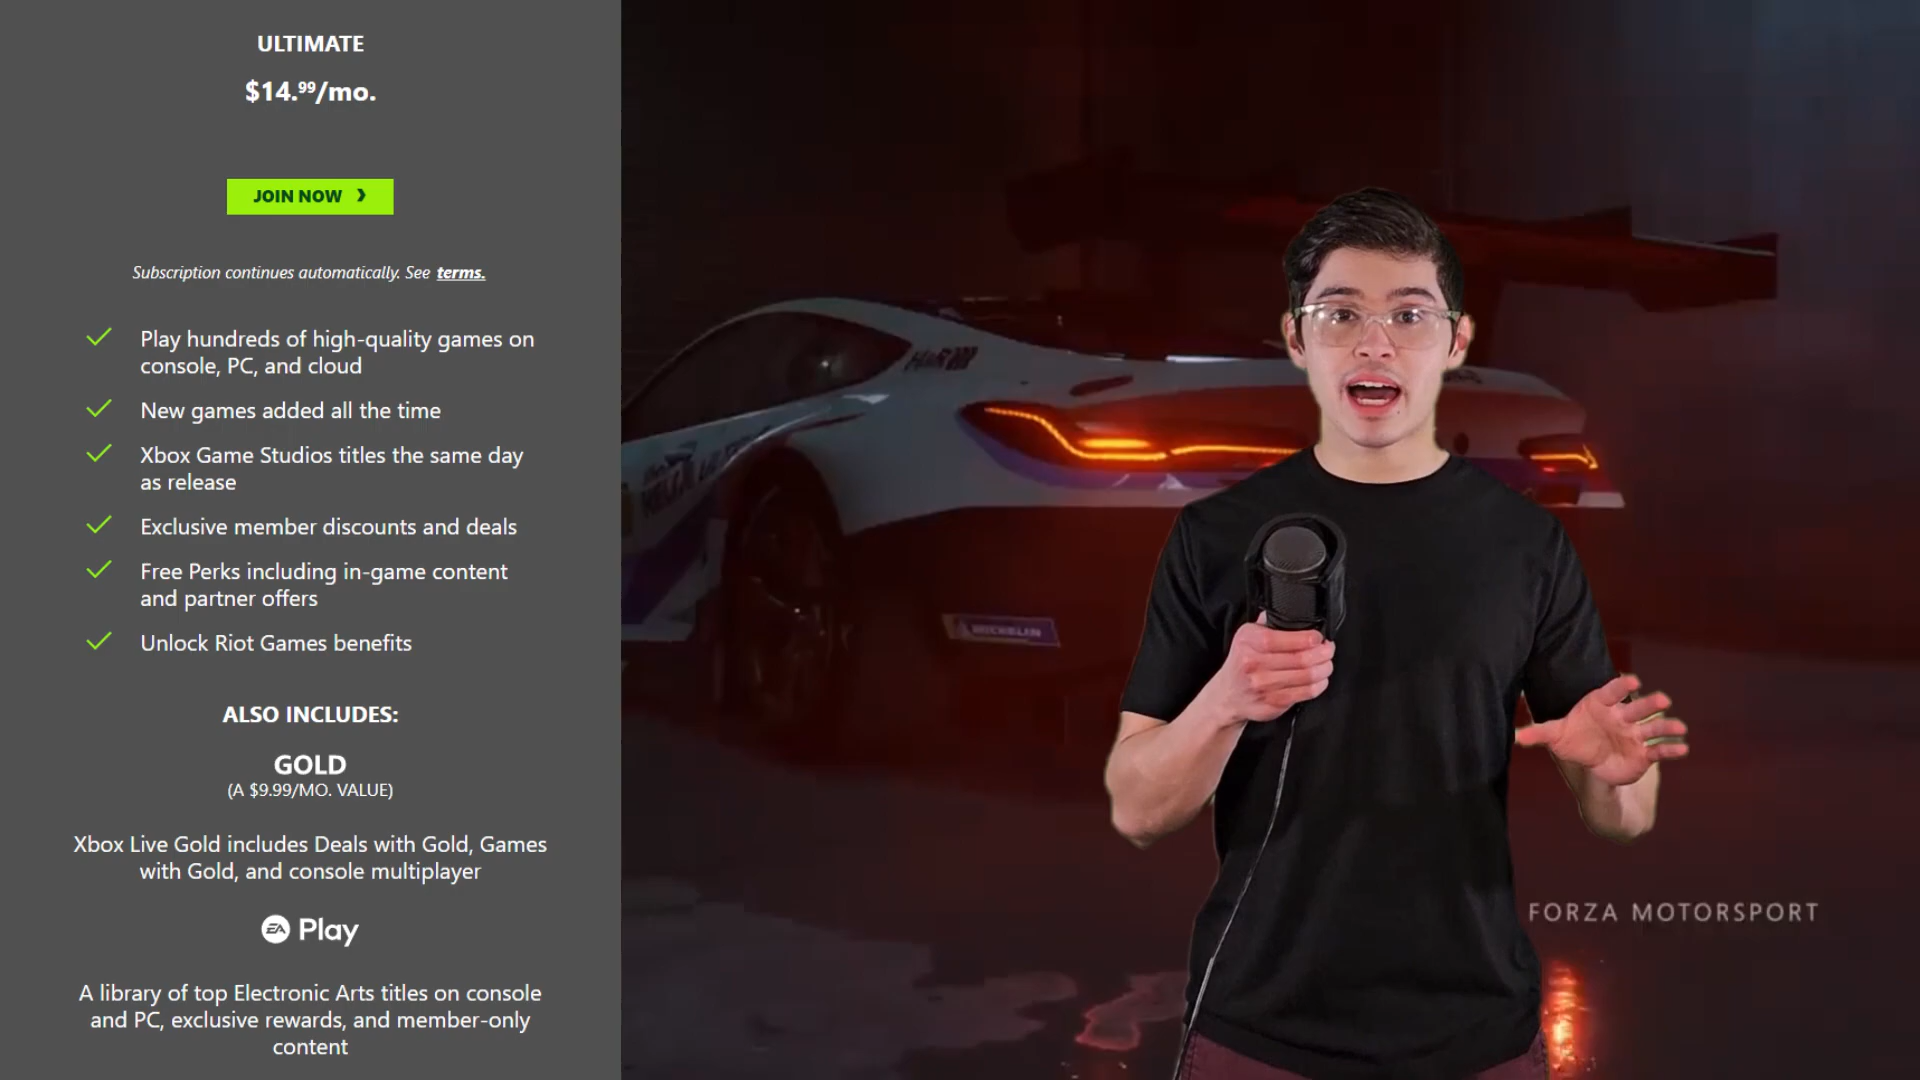 ULTIMATE
$14.99/mo.
JOIN NOW
Subscription continues automatically. See terms.
Play hundreds of high-quality games on
console, PC, and cloud
New games added all the time
Xbox Game Studios titles the same day
as release
Exclusive member discounts and deals
Free Perks including in-game content
and partner offers
Unlock Riot Games benefits
ALSO INCLUDES:
GOLD
(A $9.99/MO. VALUE)
Xbox Live Gold includes Deals with Gold, Games
with Gold, and console multiplayer
EA Play
A library of top Electronic Arts titles on console
and PC, exclusive rewards, and member-only
content
MICHELIN
FORZA MOTORSPORT